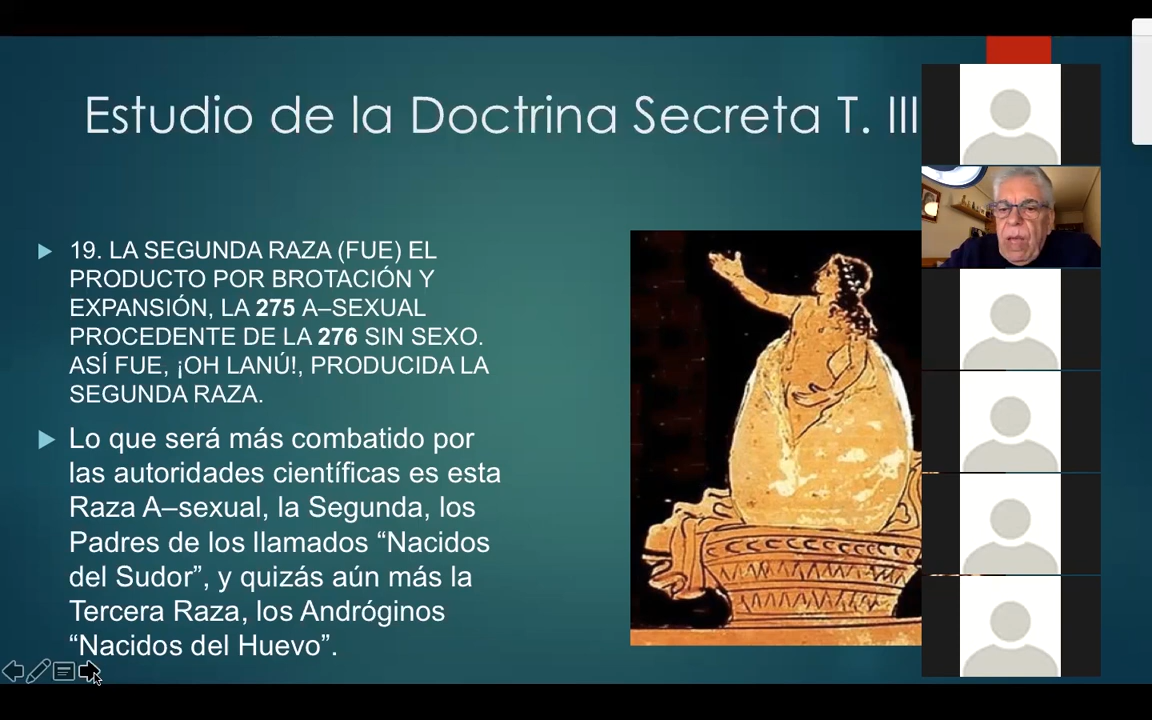 Estudio de la Doctrina Secreta T. III
19. LA SEGUNDA RAZA (FUE) EL
PRODUCTO POR BROTACIÓN Y
EXPANSIÓN, LA 275 A–SEXUAL
PROCEDENTE DE LA 276 SIN SEXO.
ASÍ FUE, ¡OH LANÚ!, PRODUCIDA LA
SEGUNDA RAZA.
Lo que será más combatido por
las autoridades científicas es esta
Raza A–sexual, la Segunda, los
Padres de los llamados “Nacidos
del Sudor”, y quizás aún más la
Tercera Raza, los Andróginos
“Nacidos del Huevo”.